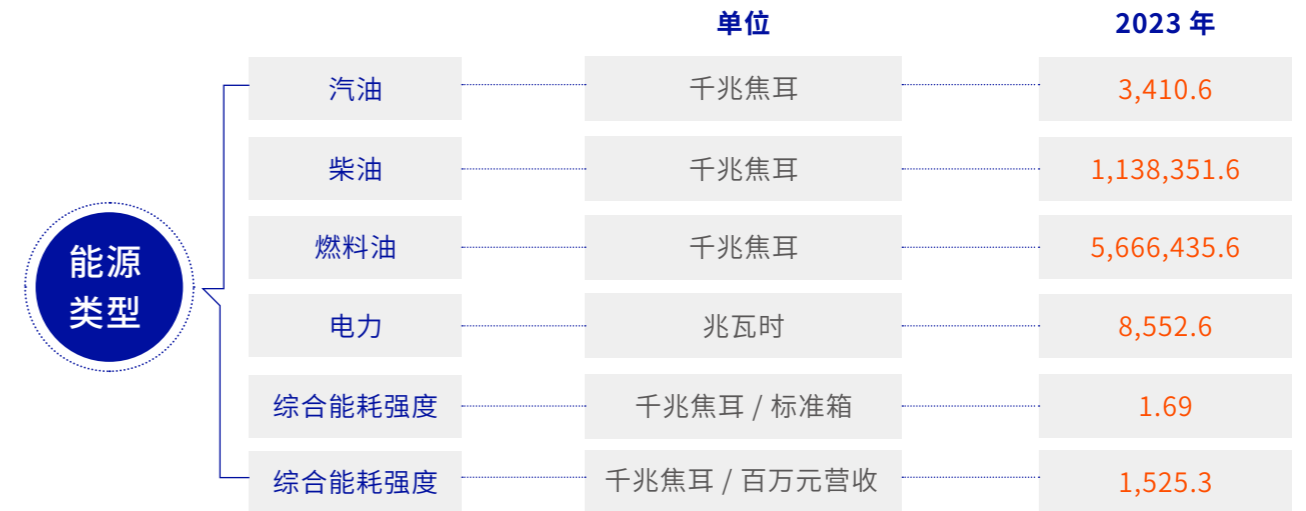 单位 2023 年
汽油 千兆焦耳 3,410.6
柴油 千兆焦耳 1,138,351.6
燃料油 千兆焦耳 5,666,435.6
能源
类型
电力 兆瓦时 8,552.6
综合能耗强度 千兆焦耳 / 标准箱 1.69
综合能耗强度 千兆焦耳 / 百万元营收 1,525.3